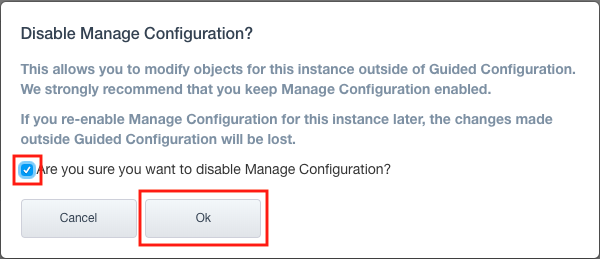 Disable Manage Configuration?
This allows you to modify objects for this instance outside of Guided Configuration.
We strongly recommend that you keep Manage Configuration enabled.
If you re-enable Manage Configuration for this instance later, the changes made
outside Guided Configuration will be lost.
Are you sure you want to disable Manage Configuration?
Cancel Ok